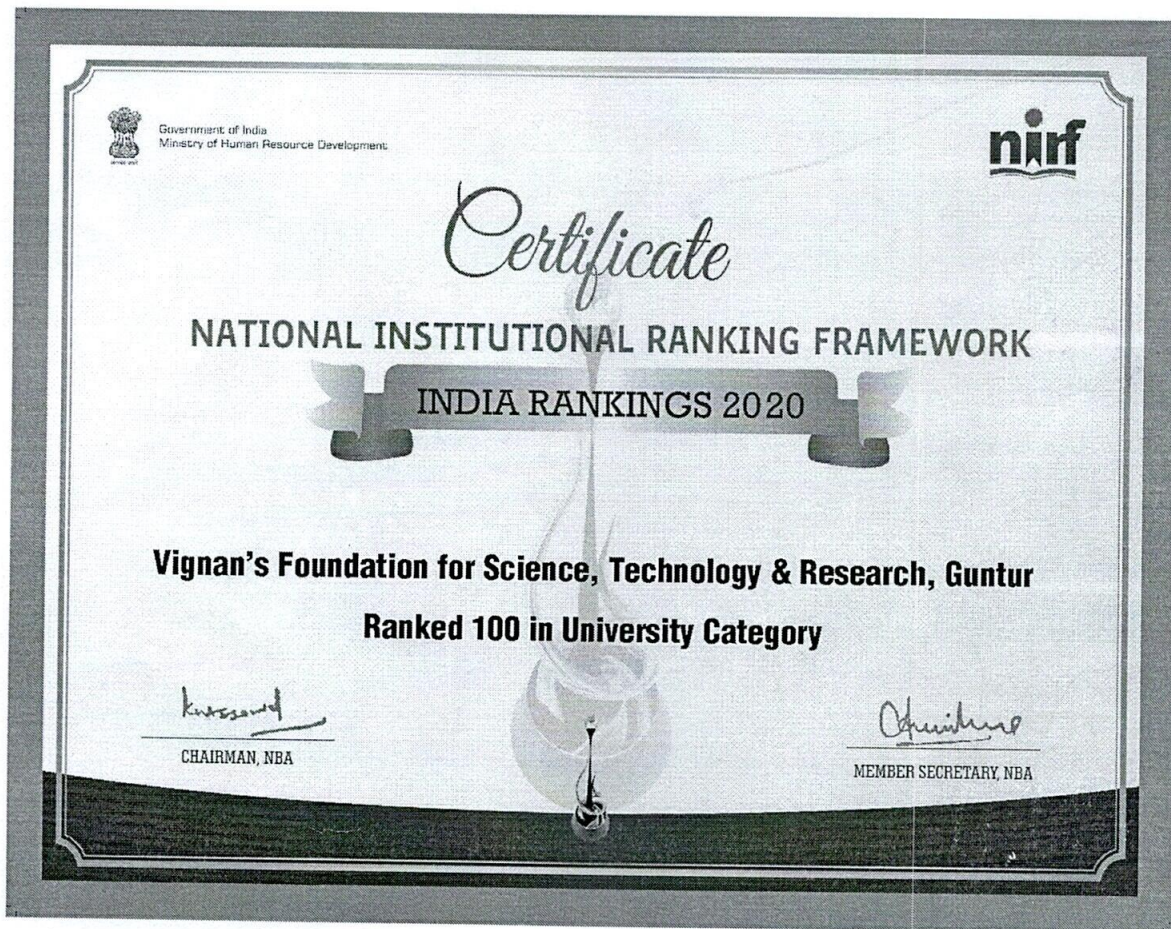 Government of India
Ministry of Human Resource Development
nirf
Certificate
NATIONAL INSTITUTIONAL RANKING FRAMEWORK
INDIA RANKINGS 2020
Vignan's Foundation for Science, Technology & Research, Guntur
Ranked 100 in University Category
CHAIRMAN, NBA
MEMBER SECRETARY, NBA